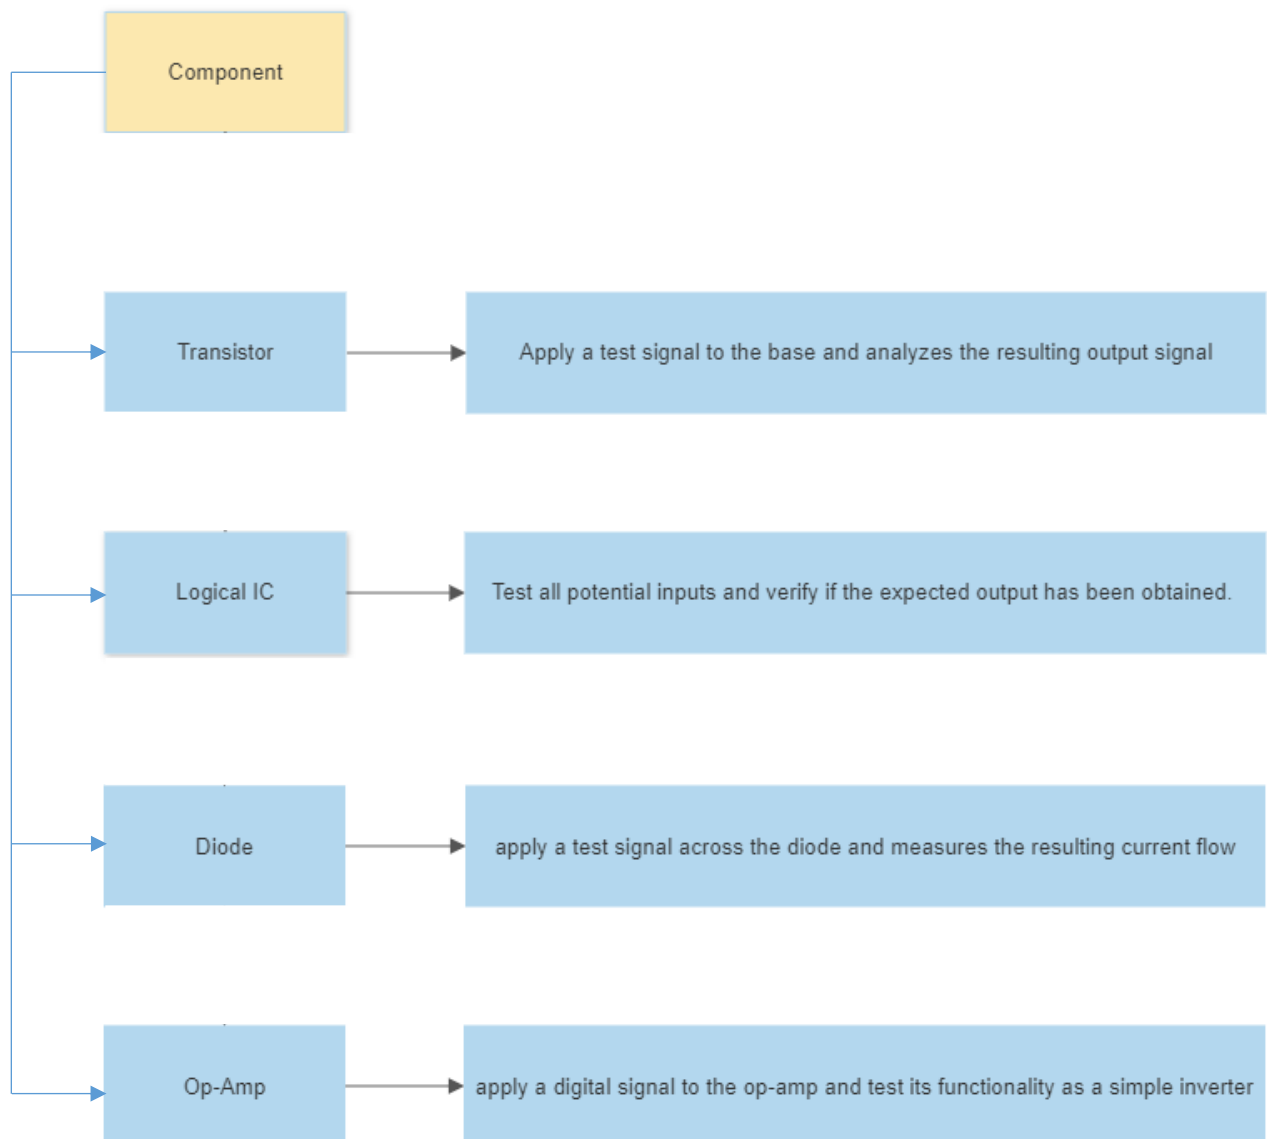 Component
Transistor
Apply a test signal to the base and analyzes the resulting output signal
Logical IC
Test all potential inputs and verify if the expected output has been obtained.
Diode
apply a test signal across the diode and measures the resulting current flow
Op-Amp
apply a digital signal to the op-amp and test its functionality as a simple inverter